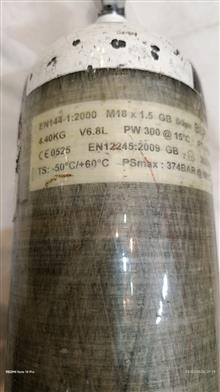 EN144-1:2000 M18 x 1.5 GB
4.40KG V6.8L PW 300 @ 15°C
CE 0525 EN12245:2009 GB
TS: -50°C/+60°C PSmax : 374BAR @